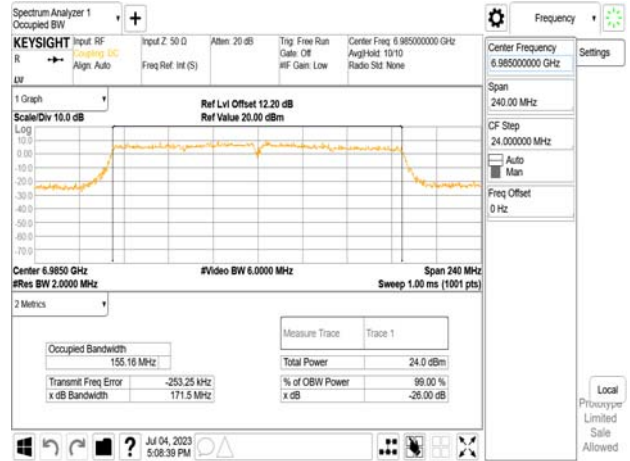 Spectrum Analyzer 1
Occupied BW
Frequency
KEYSIGHT Input: RF
Coupling: DC
Align: Auto
R
Input Z: 50 Ω
Freq Ref: Int (S)
Atten: 20 dB
Trig: Free Run
Gate: Off
#IF Gain: Low
Center Freq: 6.985000000 GHz
Avg|Hold: 10/10
Radio Std: None
Center Frequency
6.985000000 GHz
Settings
Span
240.00 MHz
CF Step
24.000000 MHz
Auto
Man
Freq Offset
0 Hz
1 Graph
Scale/Div 10.0 dB
Ref Lvl Offset 12.20 dB
Ref Value 20.00 dBm
Log
10.0
0.00
-10.0
-20.0
-30.0
-40.0
-50.0
-60.0
-70.0
Center 6.9850 GHz
#Res BW 2.0000 MHz
#Video BW 6.0000 MHz
Span 240 MHz
Sweep 1.00 ms (1001 pts)
2 Metrics
Measure Trace Trace 1
Occupied Bandwidth
155.16 MHz
Total Power 24.0 dBm
Transmit Freq Error -253.25 kHz
% of OBW Power 99.00 %
x dB Bandwidth 171.5 MHz
x dB -26.00 dB
Local
Prototype
Limited
Sale
Allowed
Jul 04, 2023
5:08:39 PM